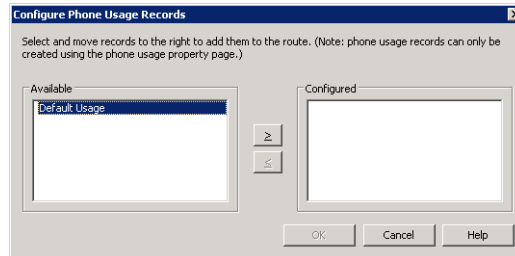 Configure Phone Usage Records
Select and move records to the right to add them to the route. (Note: phone usage records can only be
created using the phone usage property page.)
Available
Configured
Default Usage
≥
≤
OK
Cancel
Help